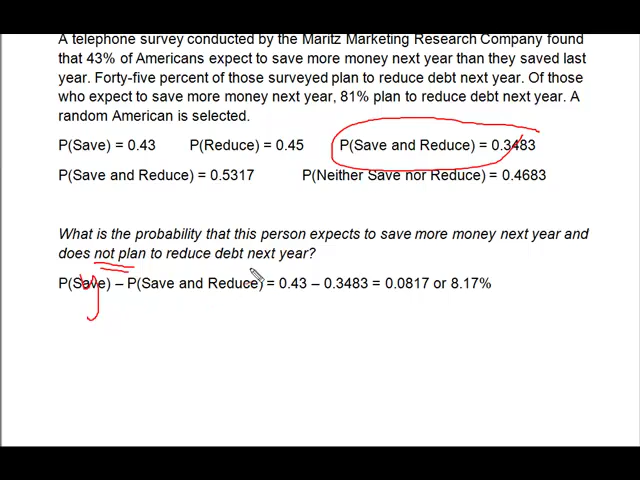 A telephone survey conducted by the Maritz Marketing Research Company found
that 43% of Americans expect to save more money next year than they saved last
year. Forty-five percent of those surveyed plan to reduce debt next year. Of those
who expect to save more money next year, 81% plan to reduce debt next year. A
random American is selected.
P(Save) = 0.43 P(Reduce) = 0.45 P(Save and Reduce) = 0.3483
P(Save and Reduce) = 0.5317 P(Neither Save nor Reduce) = 0.4683
What is the probability that this person expects to save more money next year and
does not plan to reduce debt next year?
P(Save) – P(Save and Reduce) = 0.43 – 0.3483 = 0.0817 or 8.17%